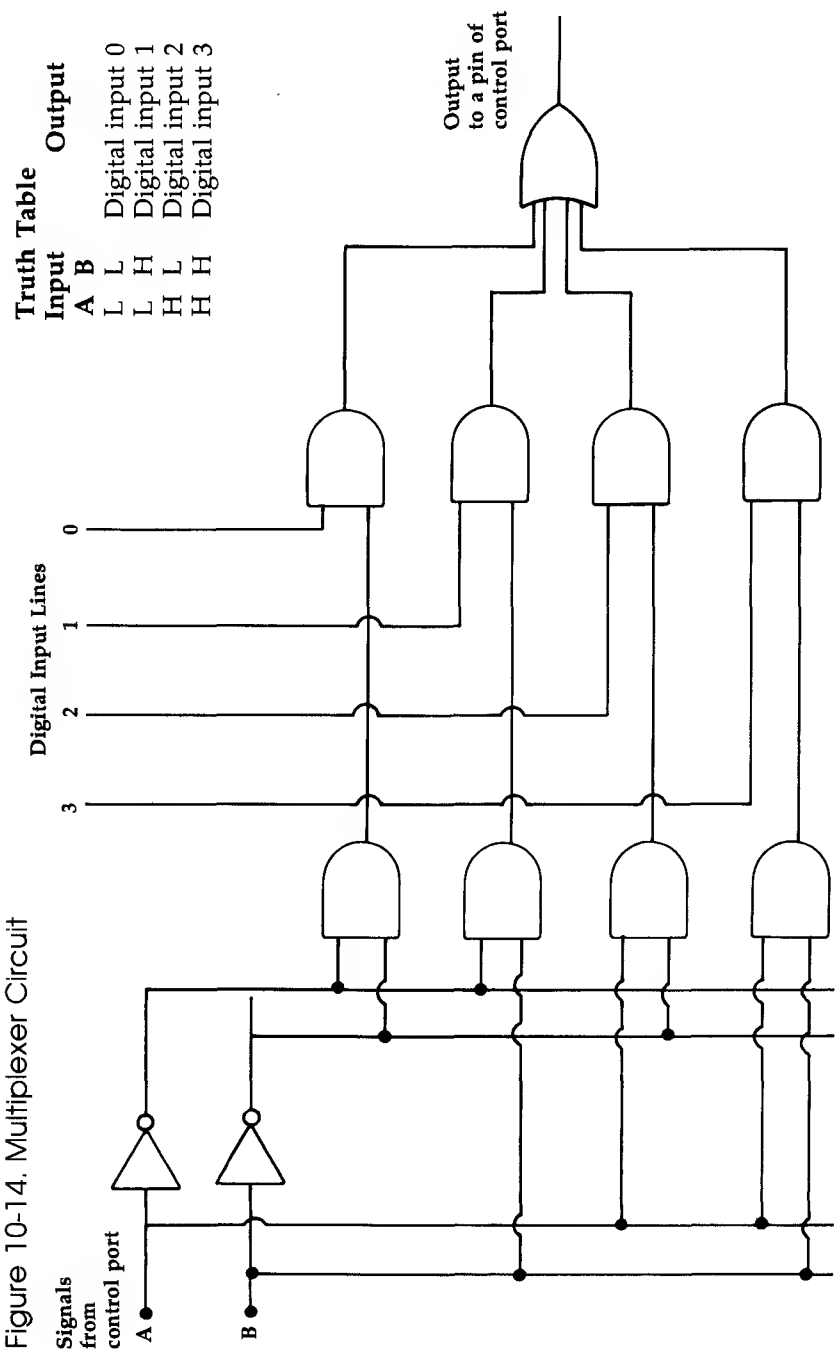 Figure 10-14. Multiplexer Circuit
Signals
from
control port
A
B
Digital Input Lines
3
2
1
0
Truth Table
Input Output
A B
L L Digital input 0
L H Digital input 1
H L Digital input 2
H H Digital input 3
Output
to a pin of
control port